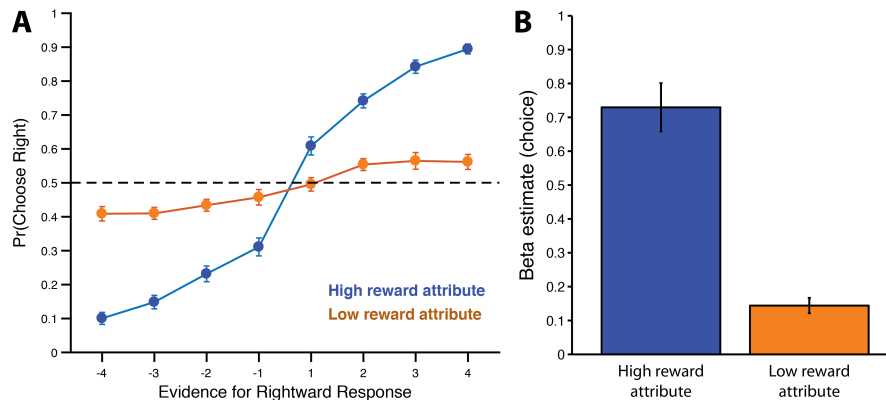 A
1
0.9
0.8
0.7
0.6
0.5
0.4
0.3
0.2
0.1
0
Pr(Choose Right)
High reward attribute
Low reward attribute
-4 -3 -2 -1 1 2 3 4
Evidence for Rightward Response
B
1
0.9
0.8
0.7
0.6
0.5
0.4
0.3
0.2
0.1
0
Beta estimate (choice)
High reward
attribute
Low reward
attribute